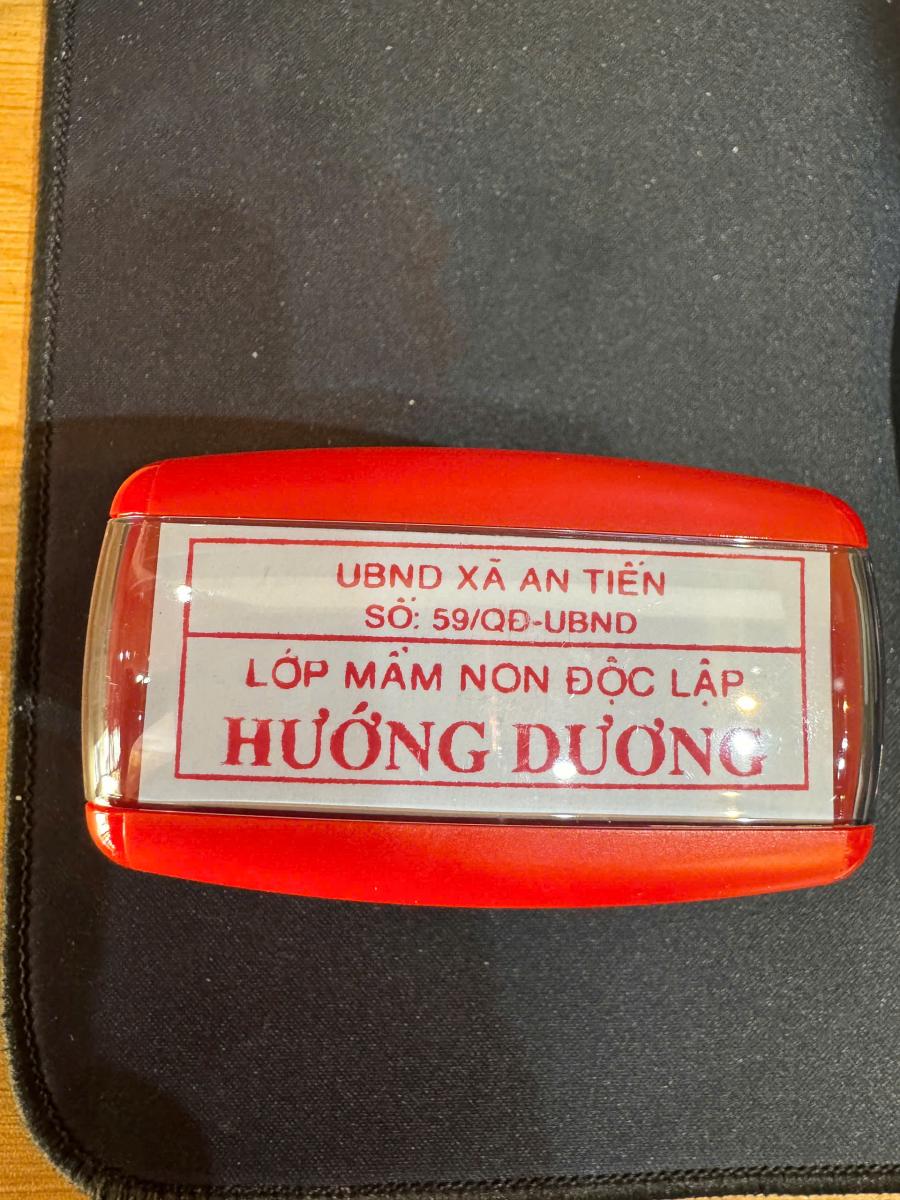 UBND XÃ AN TIẾN
SỐ: 59/QĐ-UBND
LỚP MẦM NON ĐỘC LẬP
HƯỚNG DƯƠNG